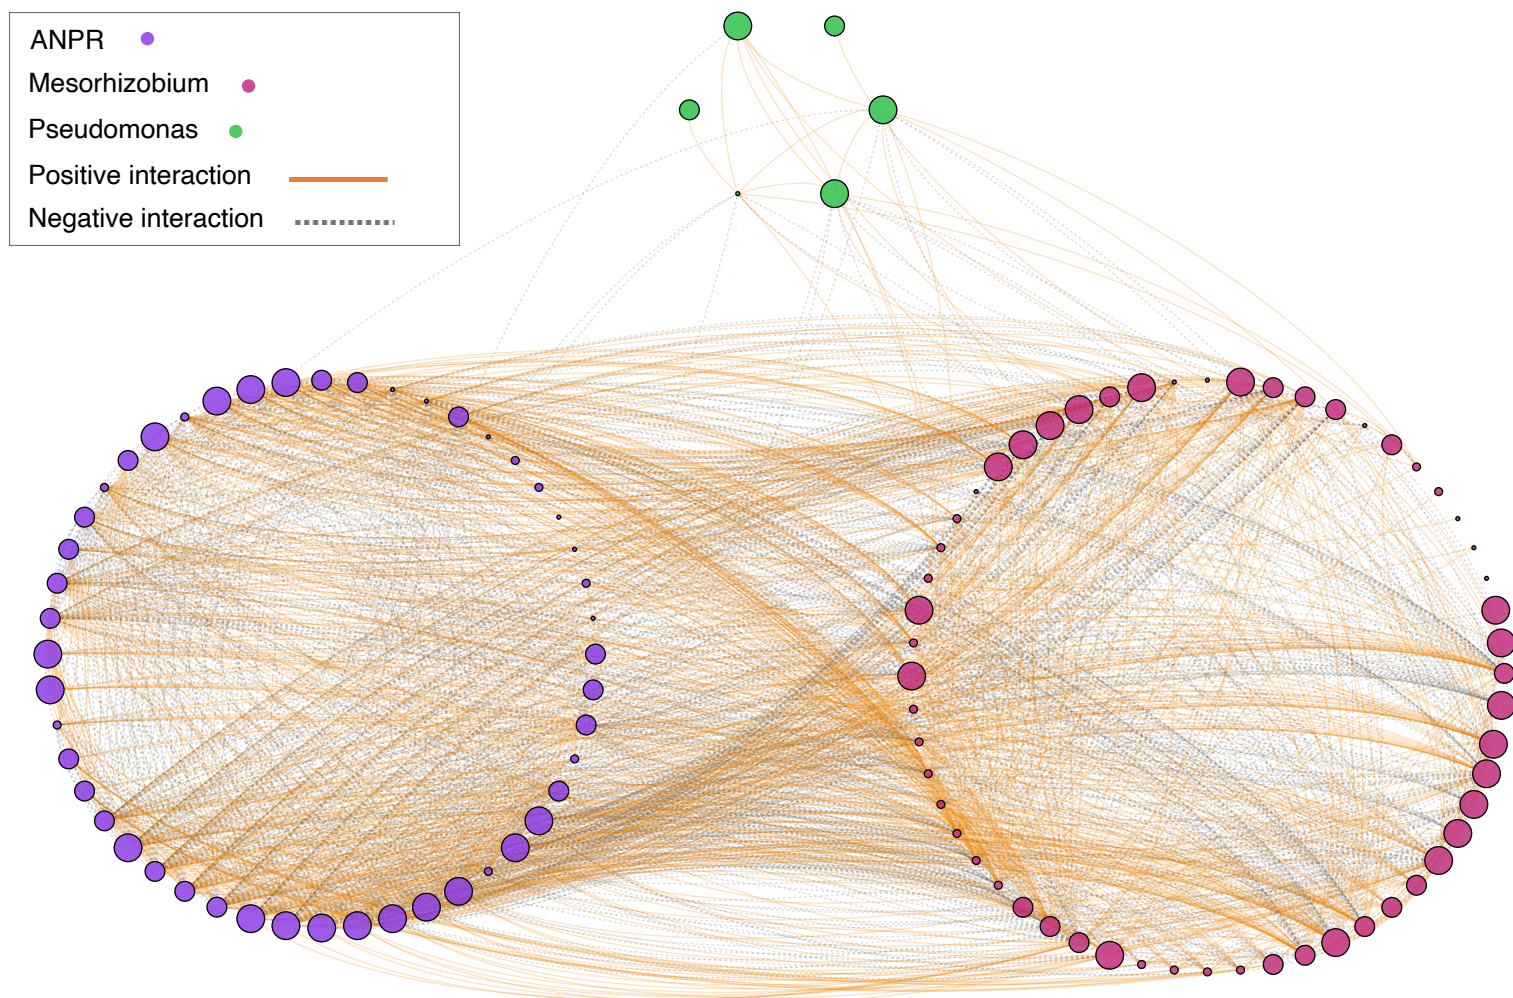 ANPR
Mesorhizobium
Pseudomonas
Positive interaction
Negative interaction